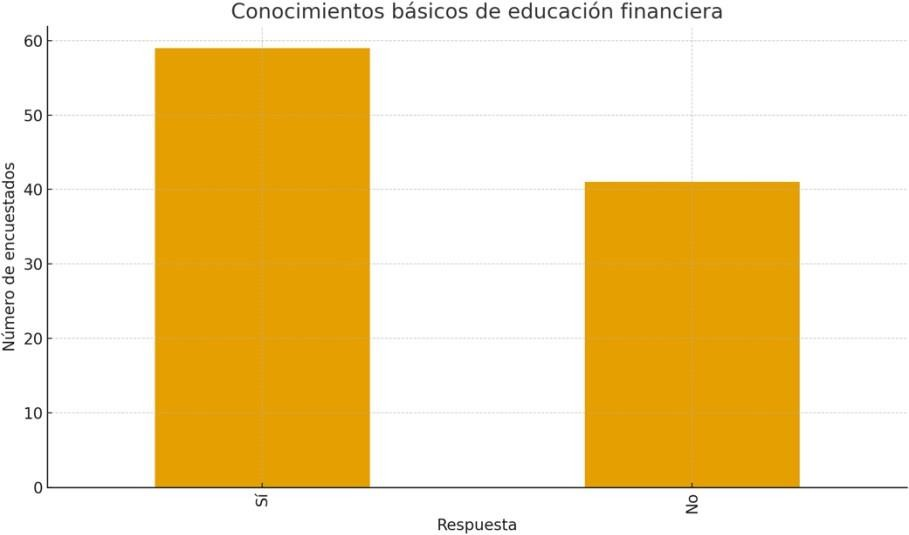 Conocimientos básicos de educación financiera
60
50
40
30
20
10
0
Número de encuestados
Sí
No
Respuesta